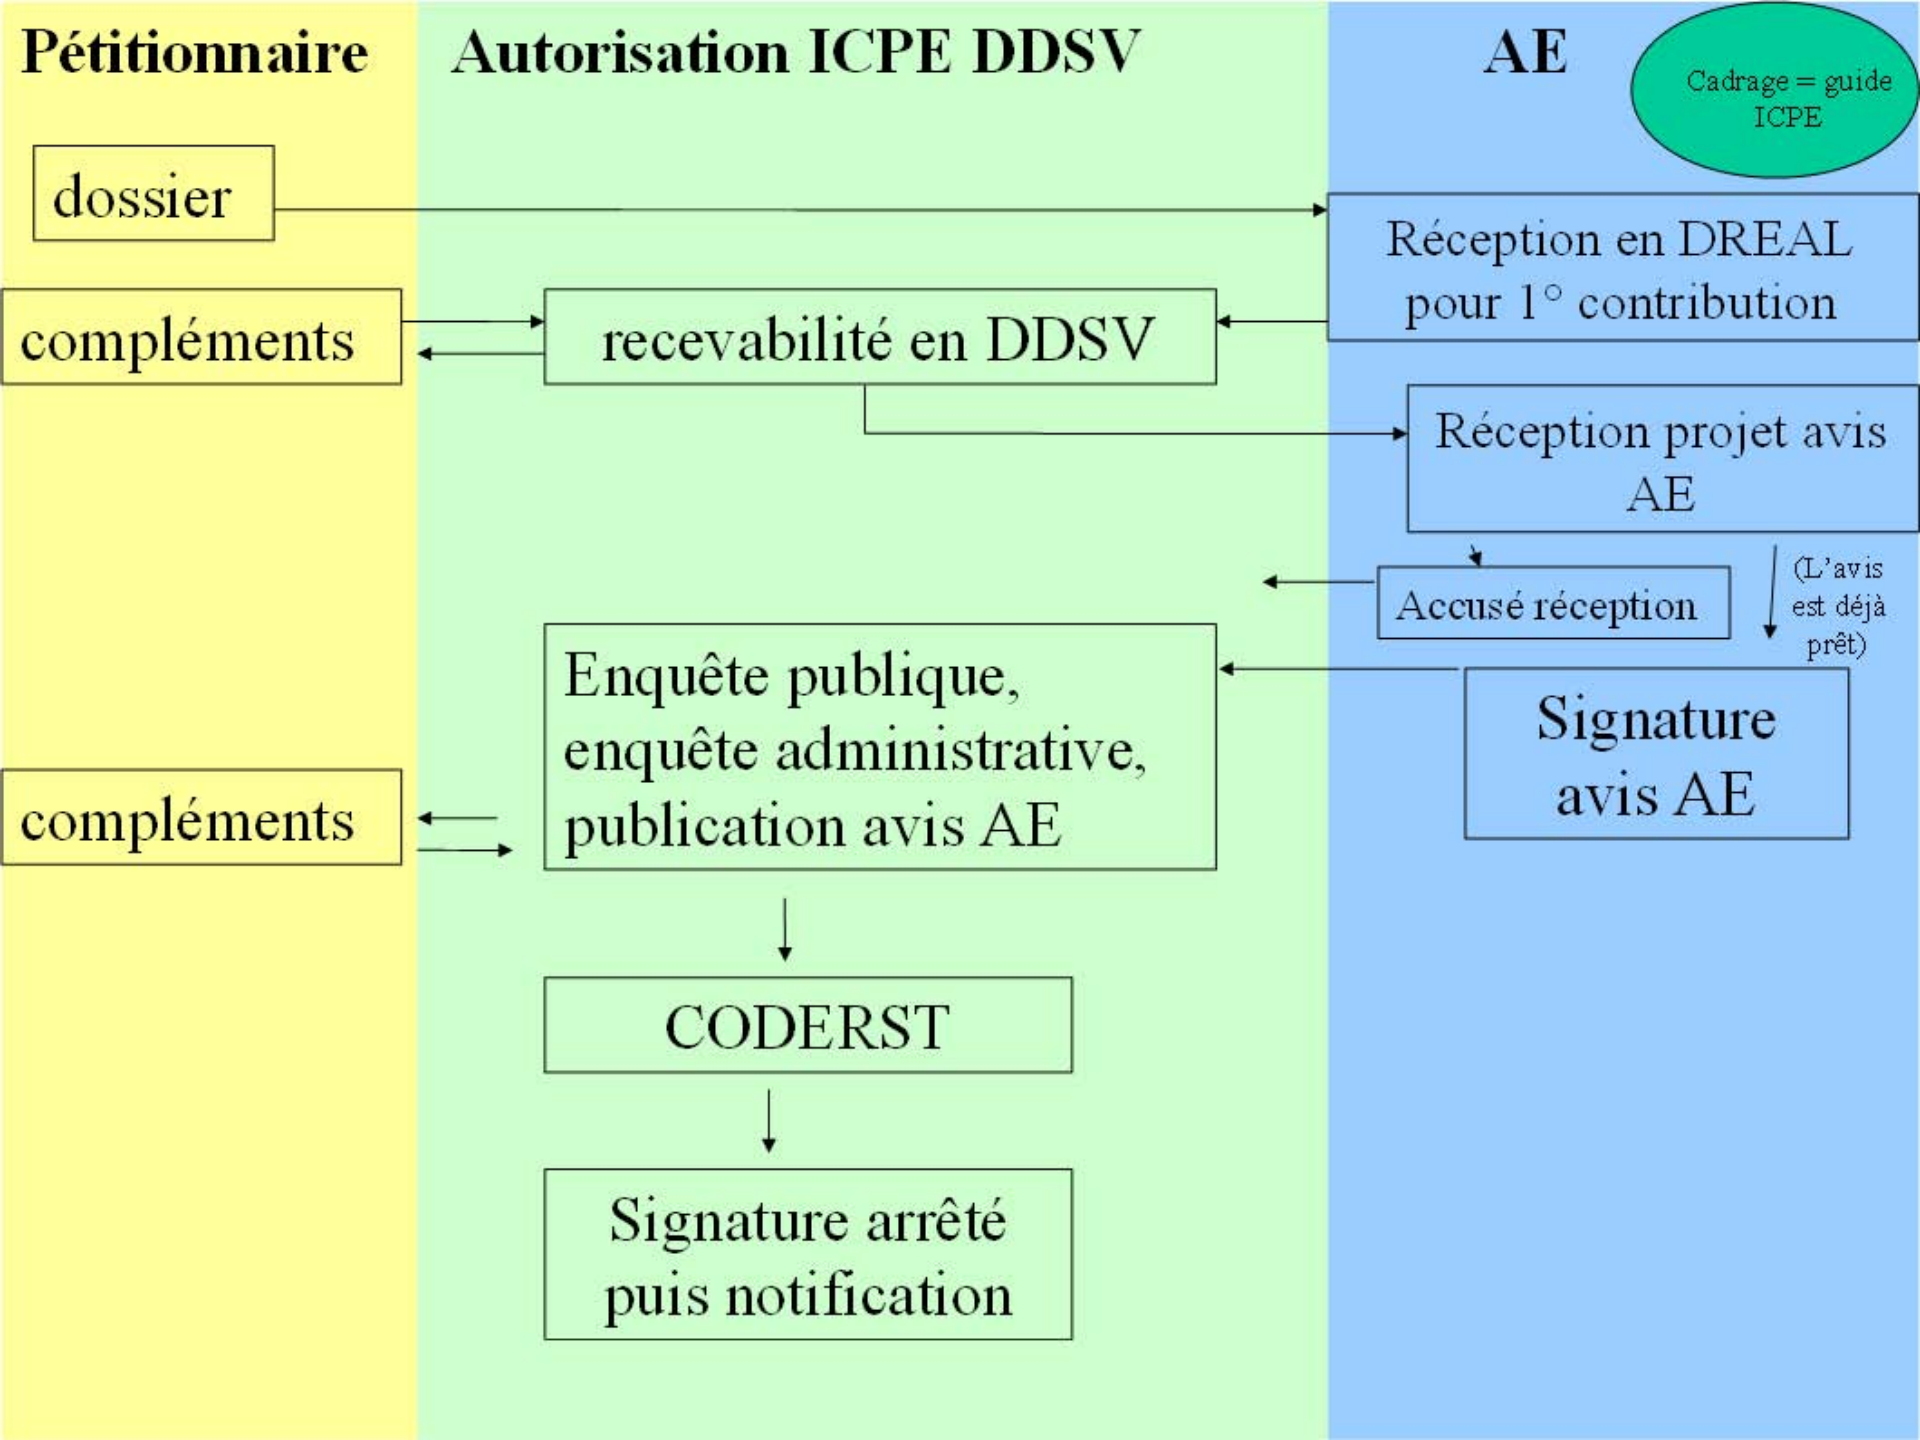 Pétitionnaire
Autorisation ICPE DDSV
AE
Cadrage = guide
ICPE
dossier
Réception en DREAL
pour 1° contribution
compléments
recevabilité en DDSV
Réception projet avis
AE
Accusé réception
(L’avis
est déjà
prêt)
Enquête publique,
enquête administrative,
publication avis AE
Signature
avis AE
compléments
CODERST
Signature arrêté
puis notification